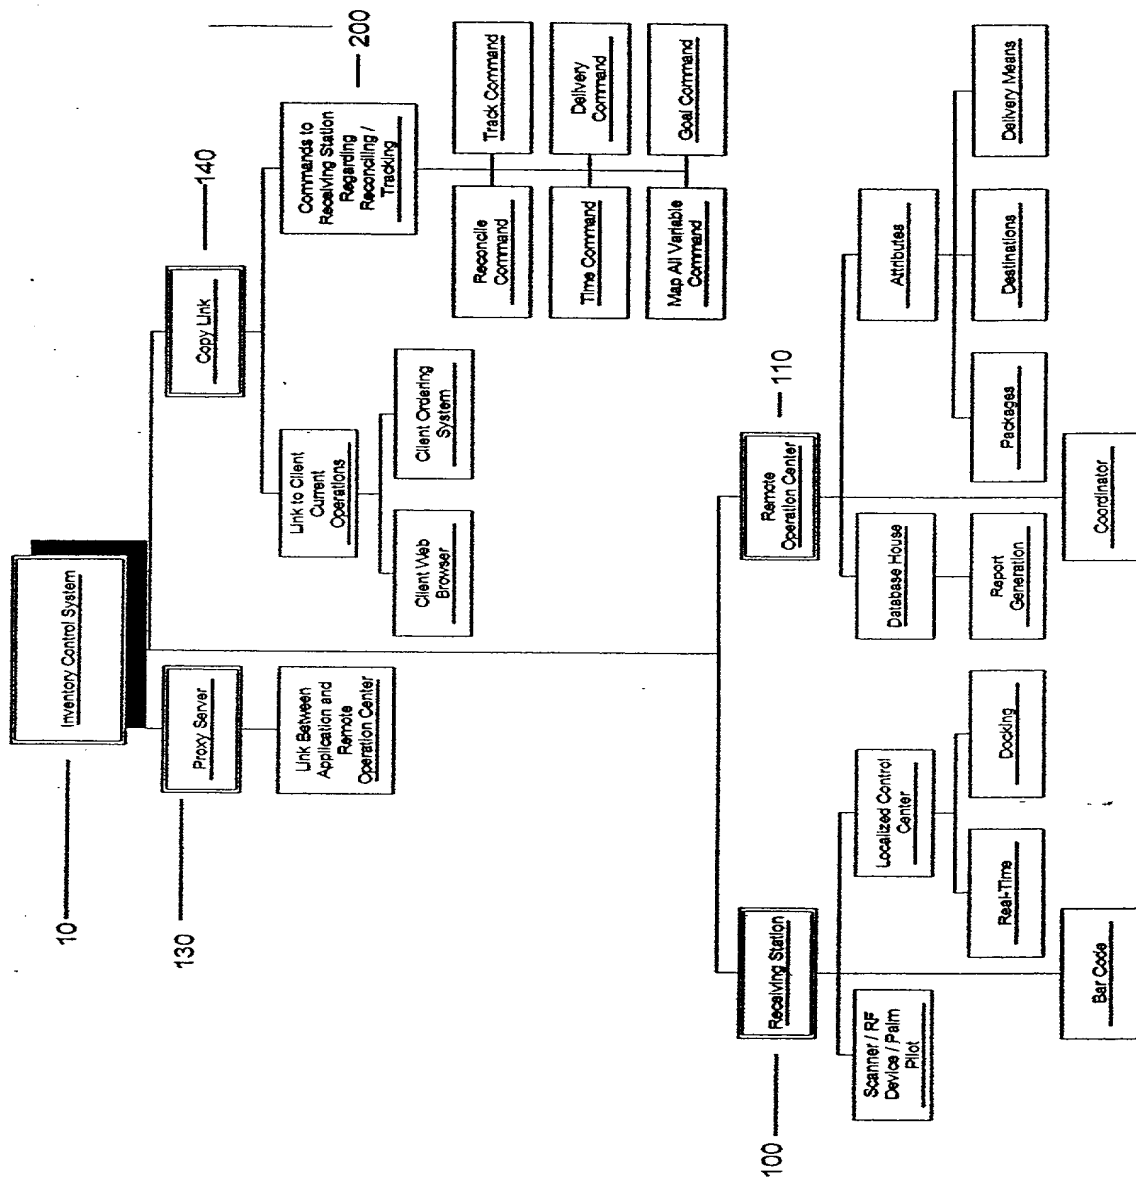 10
Inventory Control System
130
Proxy Server
Link Between
Application and
Remote
Operation Center
Copy Link
140
Link to Client
Current
Operations
Client Web
Browser
Client Ordering
System
Commands to
Receiving Station
Regarding
Reconciling /
Tracking
200
Reconcile
Command
Track Command
Time Command
Delivery
Command
Map All Variable
Command
Goal Command
100
Receiving Station
Scanner / RF
Device / Palm
Pilot
Localized Control
Center
Real-Time
Docking
Bar Code
Remote
Operation Center
110
Database House
Report
Generation
Attributes
Packages
Destinations
Delivery Means
Coordinator